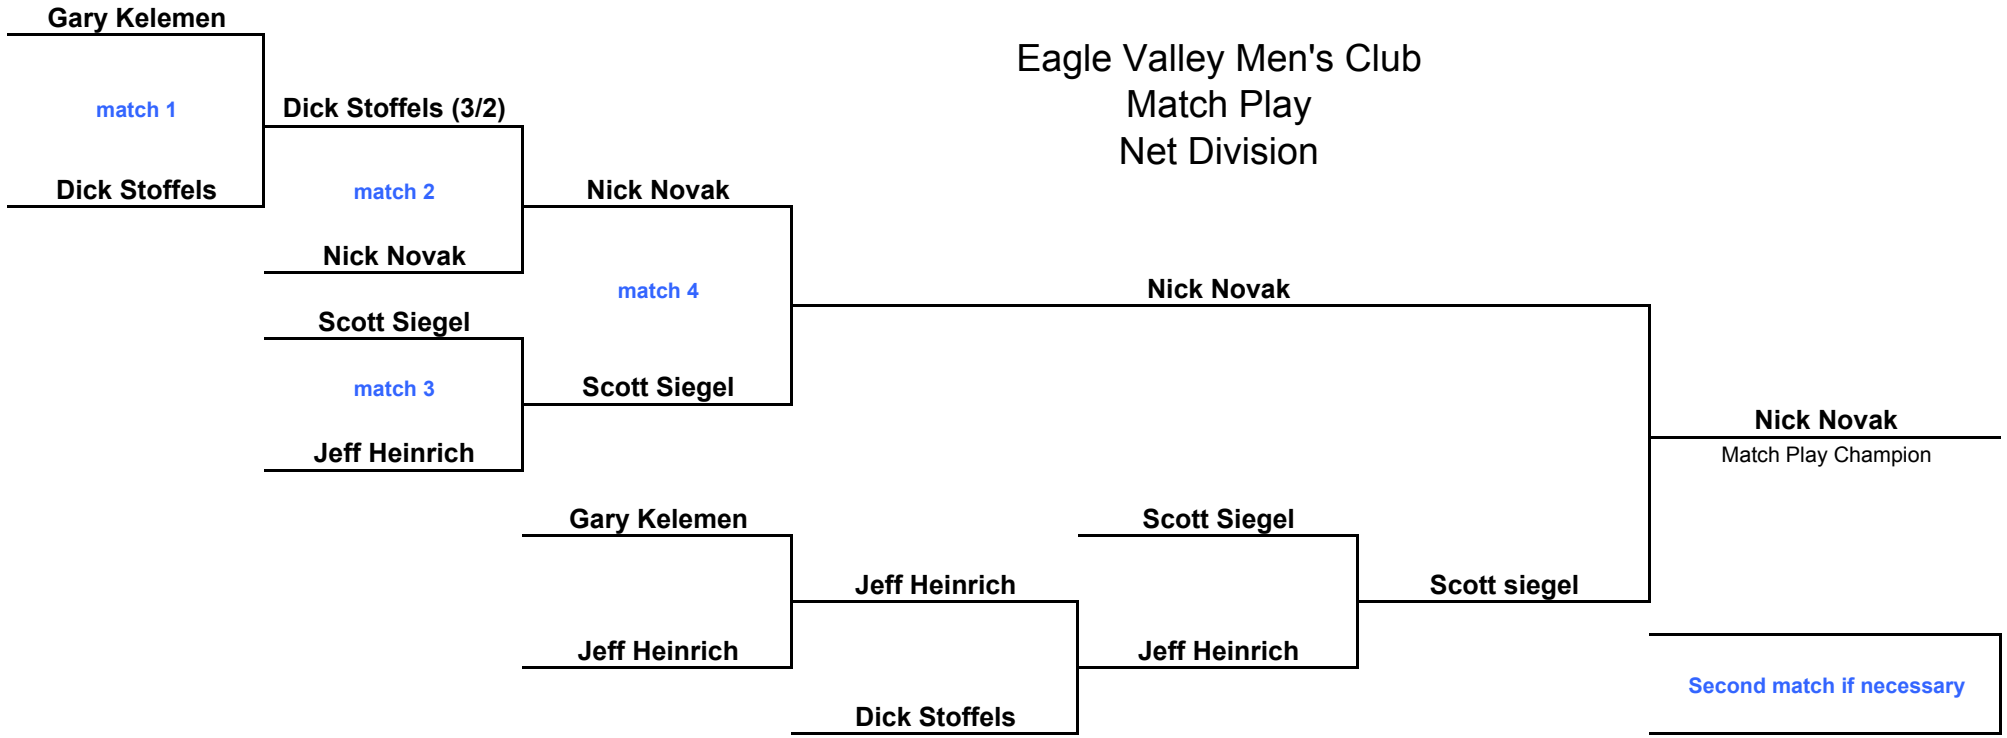 Gary Kelemen
Eagle Valley Men's Club
Match Play
Net Division
match 1
Dick Stoffels (3/2)
Dick Stoffels
match 2
Nick Novak
Nick Novak
match 4
Nick Novak
Scott Siegel
match 3
Scott Siegel
Jeff Heinrich
Nick Novak
Match Play Champion
Gary Kelemen
Scott Siegel
Jeff Heinrich
Scott siegel
Jeff Heinrich
Jeff Heinrich
Second match if necessary
Dick Stoffels